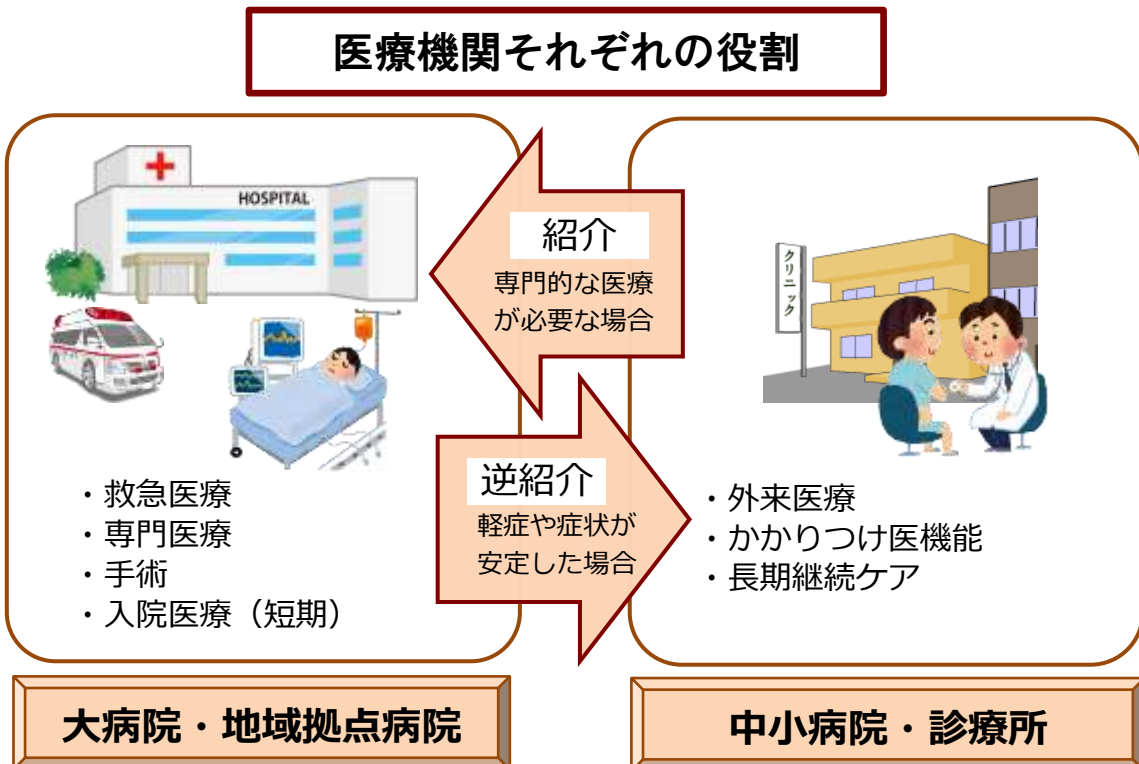 医療機関それぞれの役割
HOSPITAL
・救急医療
・専門医療
・手術
・入院医療（短期）
大病院・地域拠点病院
紹介
専門的な医療
が必要な場合
逆紹介
軽症や症状が
安定した場合
クリニック
・外来医療
・かかりつけ医機能
・長期継続ケア
中小病院・診療所